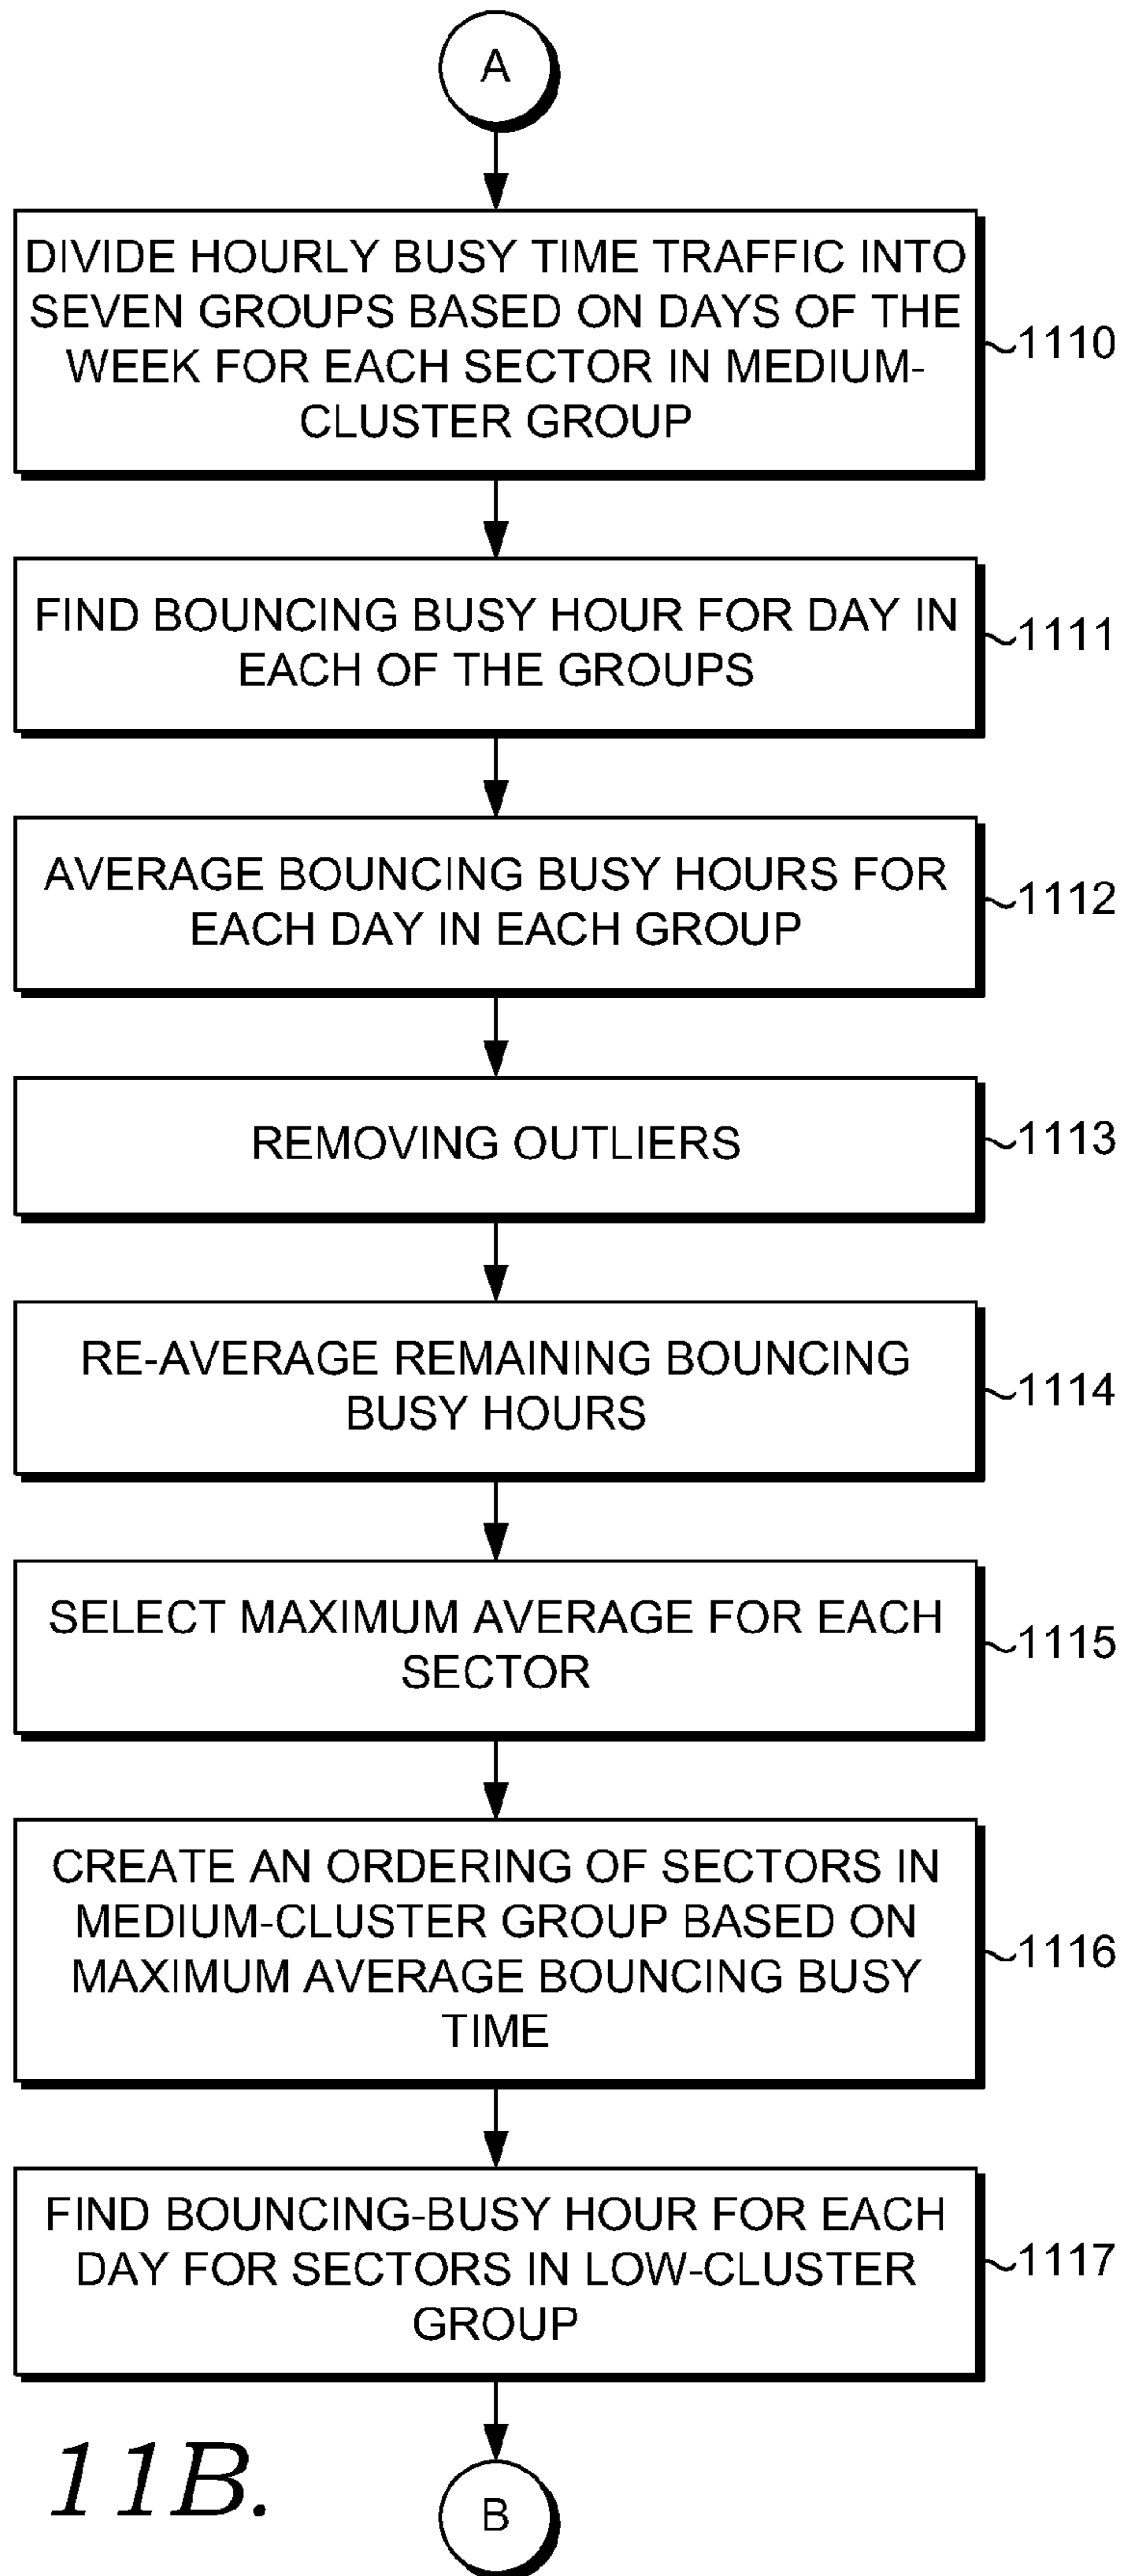 A
DIVIDE HOURLY BUSY TIME TRAFFIC INTO
SEVEN GROUPS BASED ON DAYS OF THE
WEEK FOR EACH SECTOR IN MEDIUM-
CLUSTER GROUP
1110
FIND BOUNCING BUSY HOUR FOR DAY IN
EACH OF THE GROUPS
1111
AVERAGE BOUNCING BUSY HOURS FOR
EACH DAY IN EACH GROUP
1112
REMOVING OUTLIERS
1113
RE-AVERAGE REMAINING BOUNCING
BUSY HOURS
1114
SELECT MAXIMUM AVERAGE FOR EACH
SECTOR
1115
CREATE AN ORDERING OF SECTORS IN
MEDIUM-CLUSTER GROUP BASED ON
MAXIMUM AVERAGE BOUNCING BUSY
TIME
1116
FIND BOUNCING-BUSY HOUR FOR EACH
DAY FOR SECTORS IN LOW-CLUSTER
GROUP
1117
11B.
B